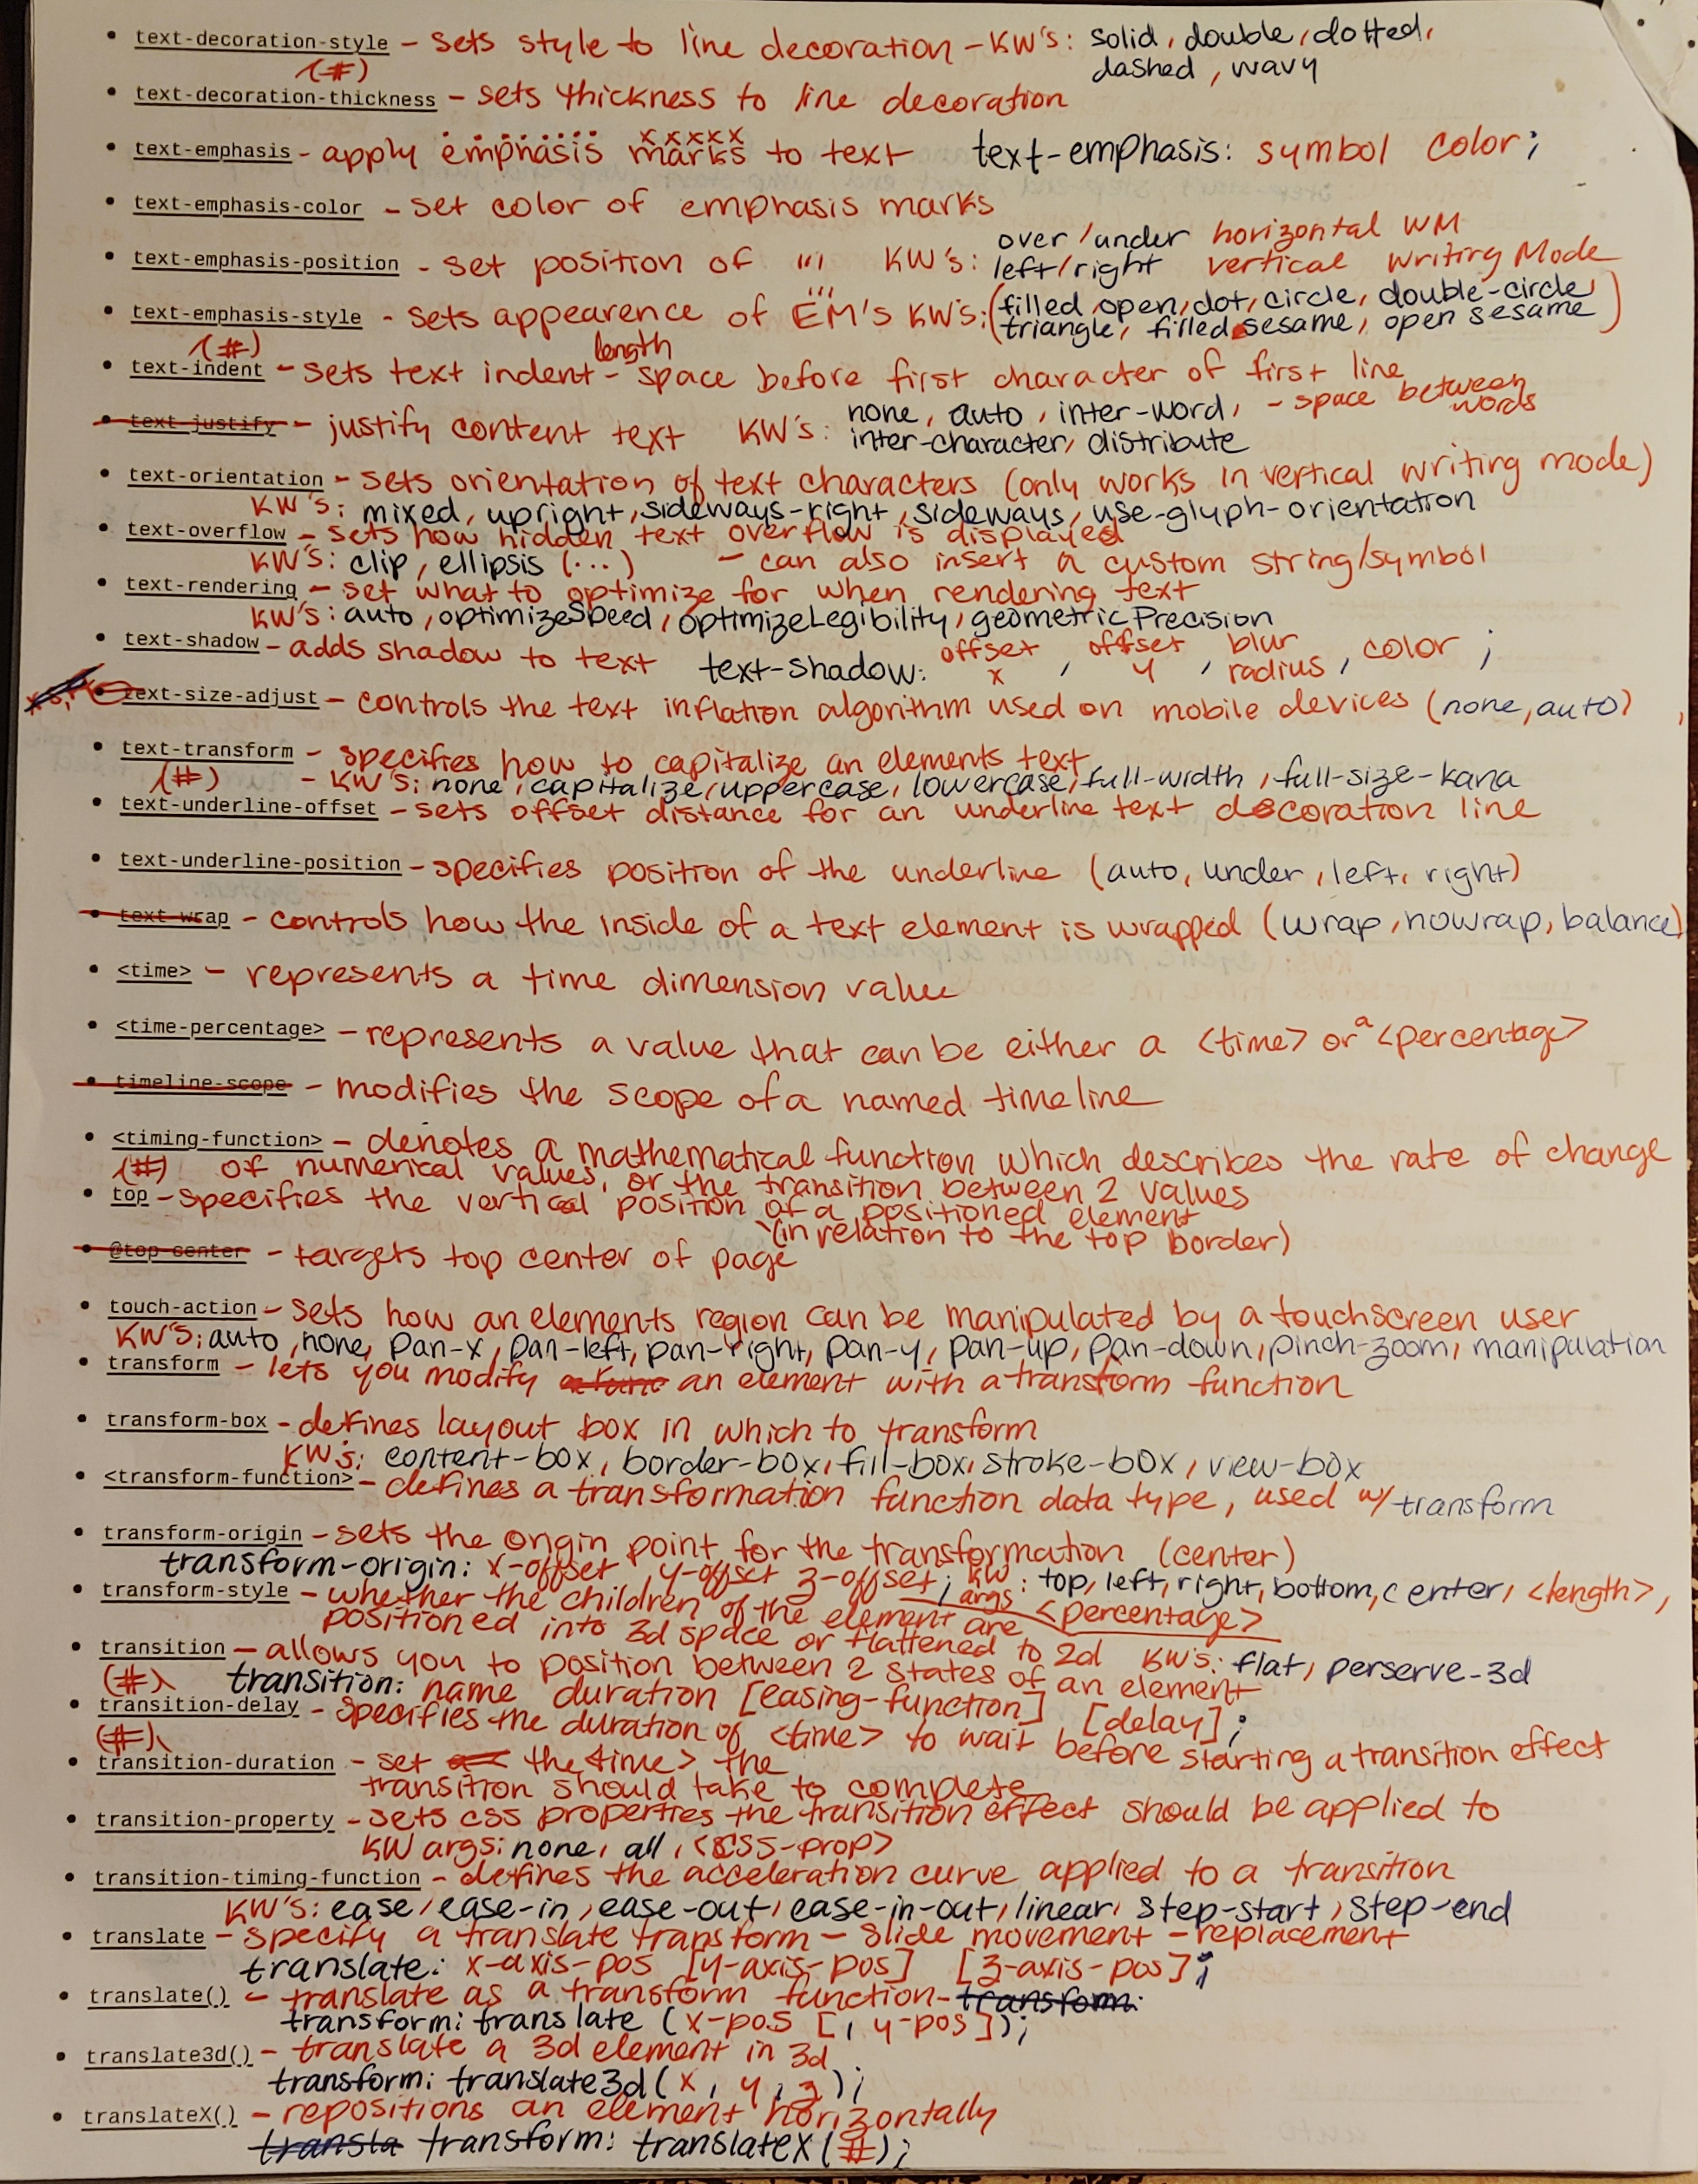 • text-decoration-style – sets style to line decoration – KW's: solid, double, dotted,
dashed, wavy
(#)
• text-decoration-thickness – sets thickness to line decoration
• text-emphasis – apply emphasis marks to text text-emphasis: symbol color;
• text-emphasis-color – set color of emphasis marks
• text-emphasis-position – set position of "" KW's: over/under horizontal WM
left/right vertical writing Mode
• text-emphasis-style – sets appearence of EM's KW's: (filled, open, dot, circle, double-circle,
triangle, filled sesame, open sesame)
(#)
length
• text-indent – sets text indent – space before first character of first line
• text-justify – justify content text KW's: none, auto, inter-word, – space between words
inter-character, distribute
• text-orientation – sets orientation of text characters (only works in vertical writing mode)
KW's: mixed, upright, sideways-right, sideways, use-glyph-orientation
• text-overflow – sets how hidden text overflow is displayed
KW's: clip, ellipsis (...) – can also insert a custom string/symbol
• text-rendering – set what to optimize for when rendering text
KW's: auto, optimizeSpeed, optimizeLegibility, geometricPrecision
• text-shadow – adds shadow to text text-shadow: offset x, offset y, blur radius, color;
• text-size-adjust – controls the text inflation algorithm used on mobile devices (none, auto)
• text-transform – specifies how to capitalize an elements text
(#) – KW's: none, capitalize, uppercase, lowercase, full-width, full-size-kana
• text-underline-offset – sets offset distance for an underline text decoration line
• text-underline-position – specifies position of the underline (auto, under, left, right)
• text-wrap – controls how the inside of a text element is wrapped (wrap, nowrap, balance)
• <time> – represents a time dimension value
• <time-percentage> – represents a value that can be either a <time> or a <percentage>
• timeline-scope – modifies the scope of a named timeline
• <timing-function> – denotes a mathematical function which describes the rate of change
(#) of numerical values, or the transition between 2 values
• top – specifies the vertical position of a positioned element
(in relation to the top border)
• @top-center – targets top center of page
• touch-action – sets how an elements region can be manipulated by a touchscreen user
KW's: auto, none, pan-x, pan-left, pan-right, pan-y, pan-up, pan-down, pinch-zoom, manipulation
• transform – lets you modify a func an element with a transform function
• transform-box – defines layout box in which to transform
KW's: content-box, border-box, fill-box, stroke-box, view-box
• <transform-function> – defines a transformation function data type, used w/ transform
• transform-origin – sets the origin point for the transformation (center)
transform-origin: x-offset, y-offset z-offset; KW args: top, left, right, bottom, center, <length>,
<percentage>
• transform-style – whether the children of the element are
positioned into 3d space or flattened to 2d KW's: flat, perserve-3d
• transition – allows you to position between 2 states of an element
(#) transition: name duration [easing-function] [delay];
• transition-delay – specifies the duration of <time> to wait before starting a transition effect
(#)
• transition-duration – set the <time> the
transition should take to complete
• transition-property – sets css properties the transition effect should be applied to
KW args: none, all, <CSS-prop>
• transition-timing-function – defines the acceleration curve applied to a transition
KW's: ease, ease-in, ease-out, ease-in-out, linear, step-start, step-end
• translate – specify a translate transform – slide movement – replacement
translate: x-axis-pos [y-axis-pos] [z-axis-pos];
• translate() – translate as a transform function – transform:
transform: translate (x-pos [, y-pos]);
• translate3d() – translate a 3d element in 3d
transform: translate3d(x, y, z);
• translateX() – repositions an element horizontally
transla transform: translateX(#);